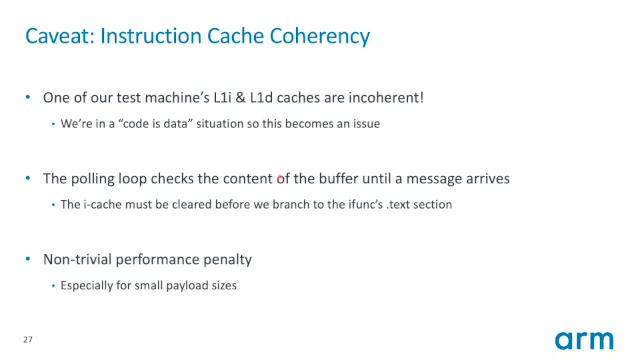 Caveat: Instruction Cache Coherency
• One of our test machine's L1i & L1d caches are incoherent!
• We're in a "code is data" situation so this becomes an issue
• The polling loop checks the content of the buffer until a message arrives
• The i-cache must be cleared before we branch to the ifunc's .text section
• Non-trivial performance penalty
• Especially for small payload sizes
27
arm